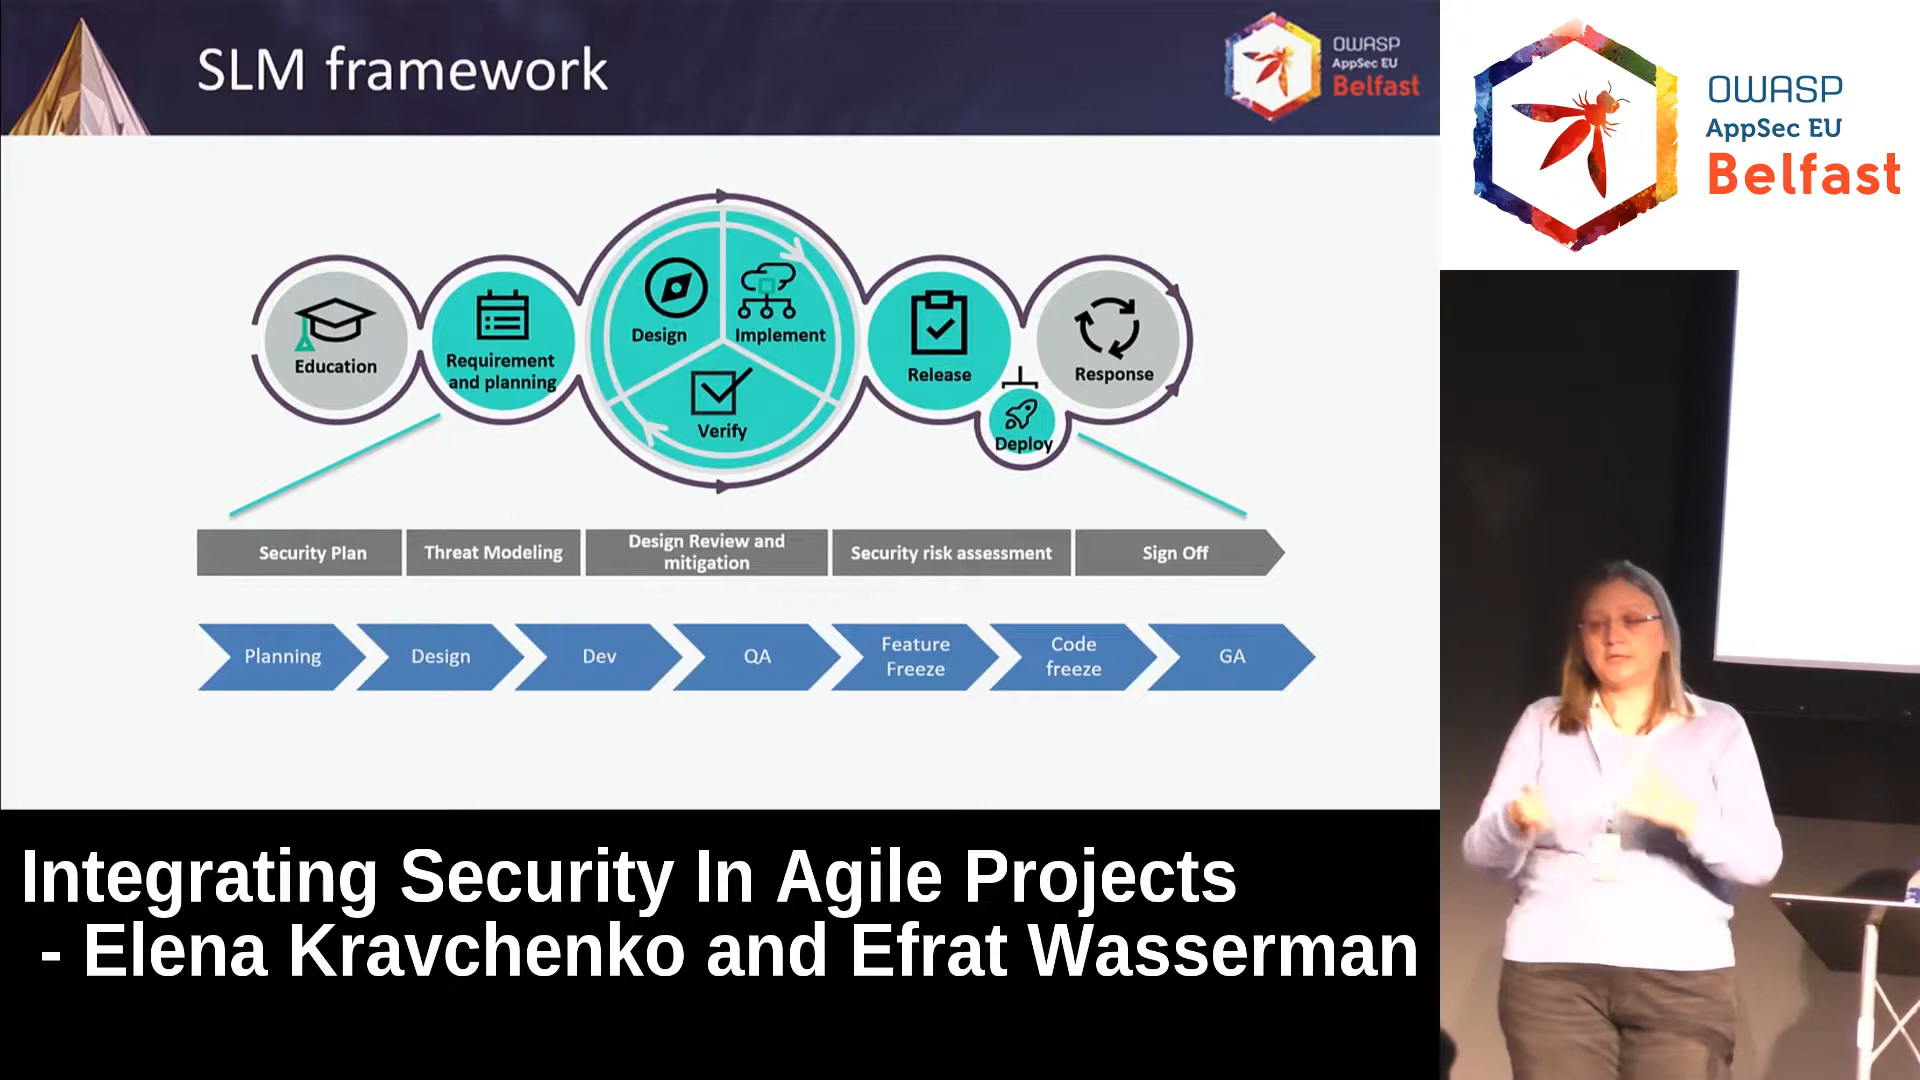 SLM framework
OWASP
AppSec EU
Belfast
OWASP
AppSec EU
Belfast
Education
Requirement
and planning
Design
Implement
Verify
Release
Deploy
Response
Security Plan
Threat Modeling
Design Review and
mitigation
Security risk assessment
Sign Off
Planning
Design
Dev
QA
Feature
Freeze
Code
freeze
GA
Integrating Security In Agile Projects
- Elena Kravchenko and Efrat Wasserman